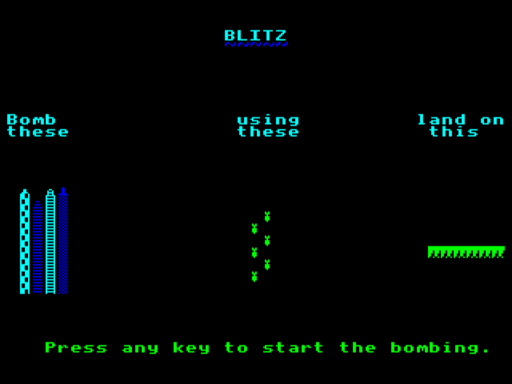 BLITZ
Bomb these
using these
land on this
Press any key to start the bombing.